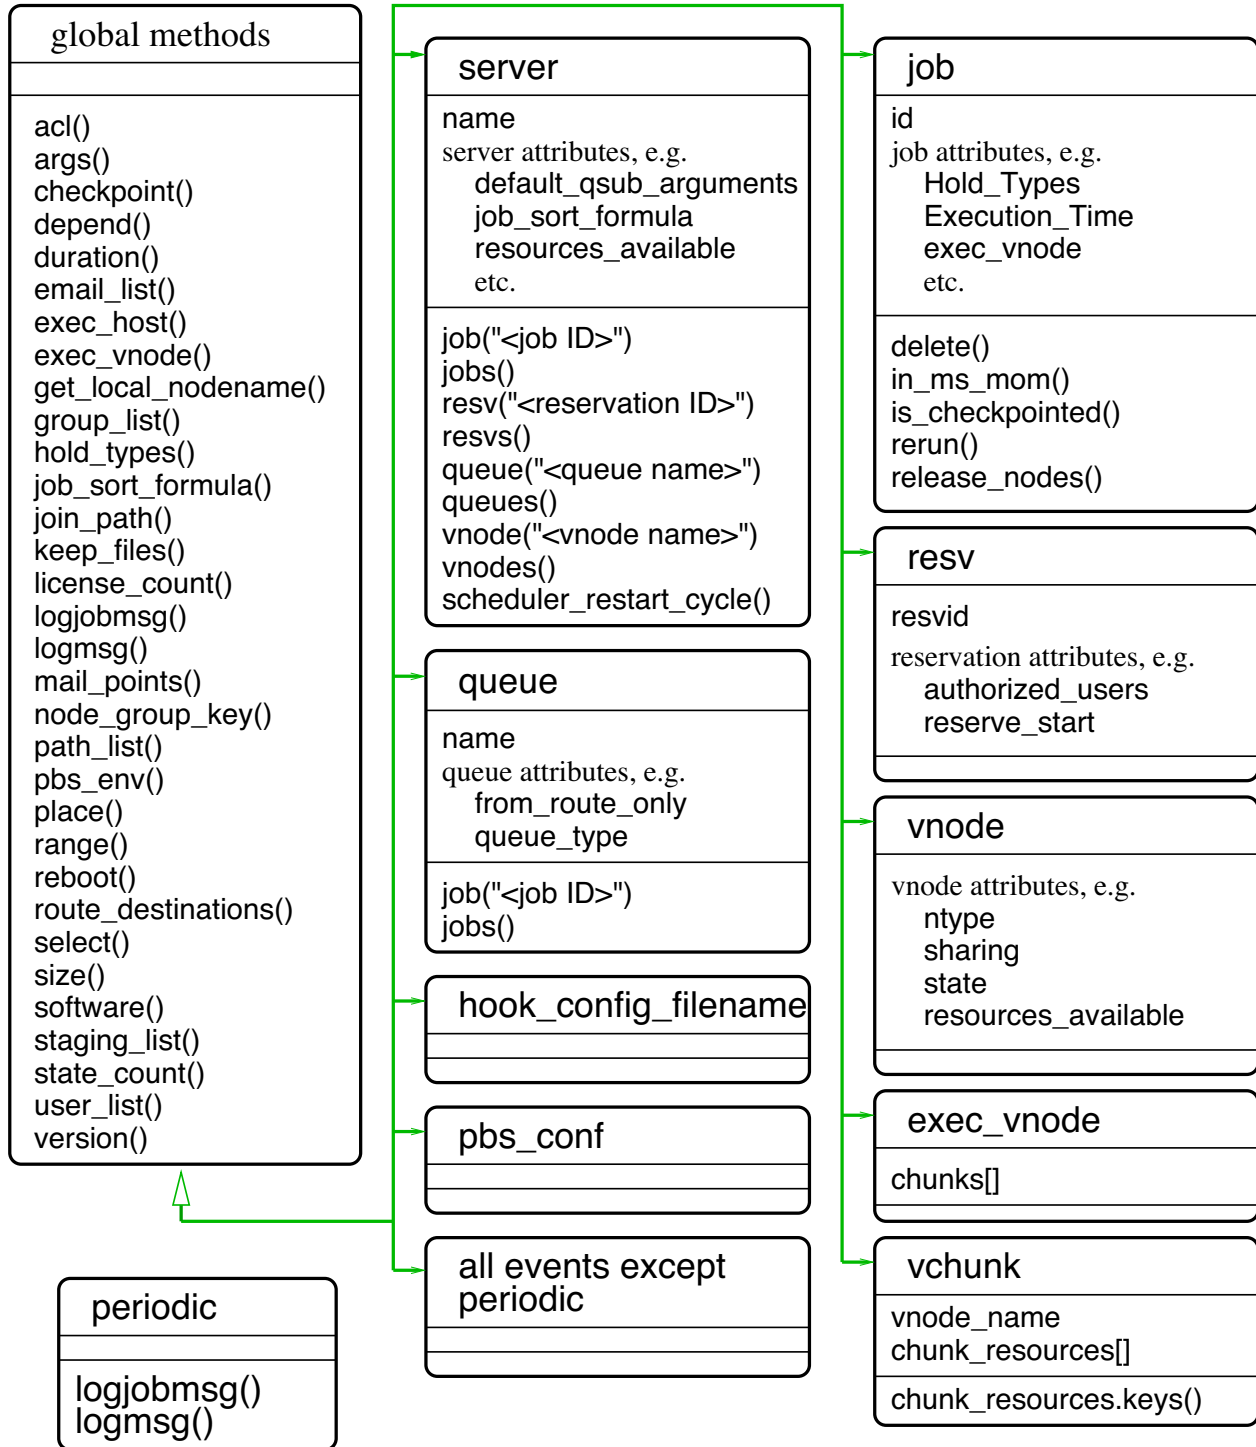 global methods
acl()
args()
checkpoint()
depend()
duration()
email_list()
exec_host()
exec_vnode()
get_local_nodename()
group_list()
hold_types()
job_sort_formula()
join_path()
keep_files()
license_count()
logjobmsg()
logmsg()
mail_points()
node_group_key()
path_list()
pbs_env()
place()
range()
reboot()
route_destinations()
select()
size()
software()
staging_list()
state_count()
user_list()
version()
periodic
logjobmsg()
logmsg()
server
name
server attributes, e.g.
default_qsub_arguments
job_sort_formula
resources_available
etc.
job("<job ID>")
jobs()
resv("<reservation ID>")
resvs()
queue("<queue name>")
queues()
vnode("<vnode name>")
vnodes()
scheduler_restart_cycle()
queue
name
queue attributes, e.g.
from_route_only
queue_type
job("<job ID>")
jobs()
hook_config_filename
pbs_conf
all events except
periodic
job
id
job attributes, e.g.
Hold_Types
Execution_Time
exec_vnode
etc.
delete()
in_ms_mom()
is_checkpointed()
rerun()
release_nodes()
resv
resvid
reservation attributes, e.g.
authorized_users
reserve_start
vnode
vnode attributes, e.g.
ntype
sharing
state
resources_available
exec_vnode
chunks[]
vchunk
vnode_name
chunk_resources[]
chunk_resources.keys()